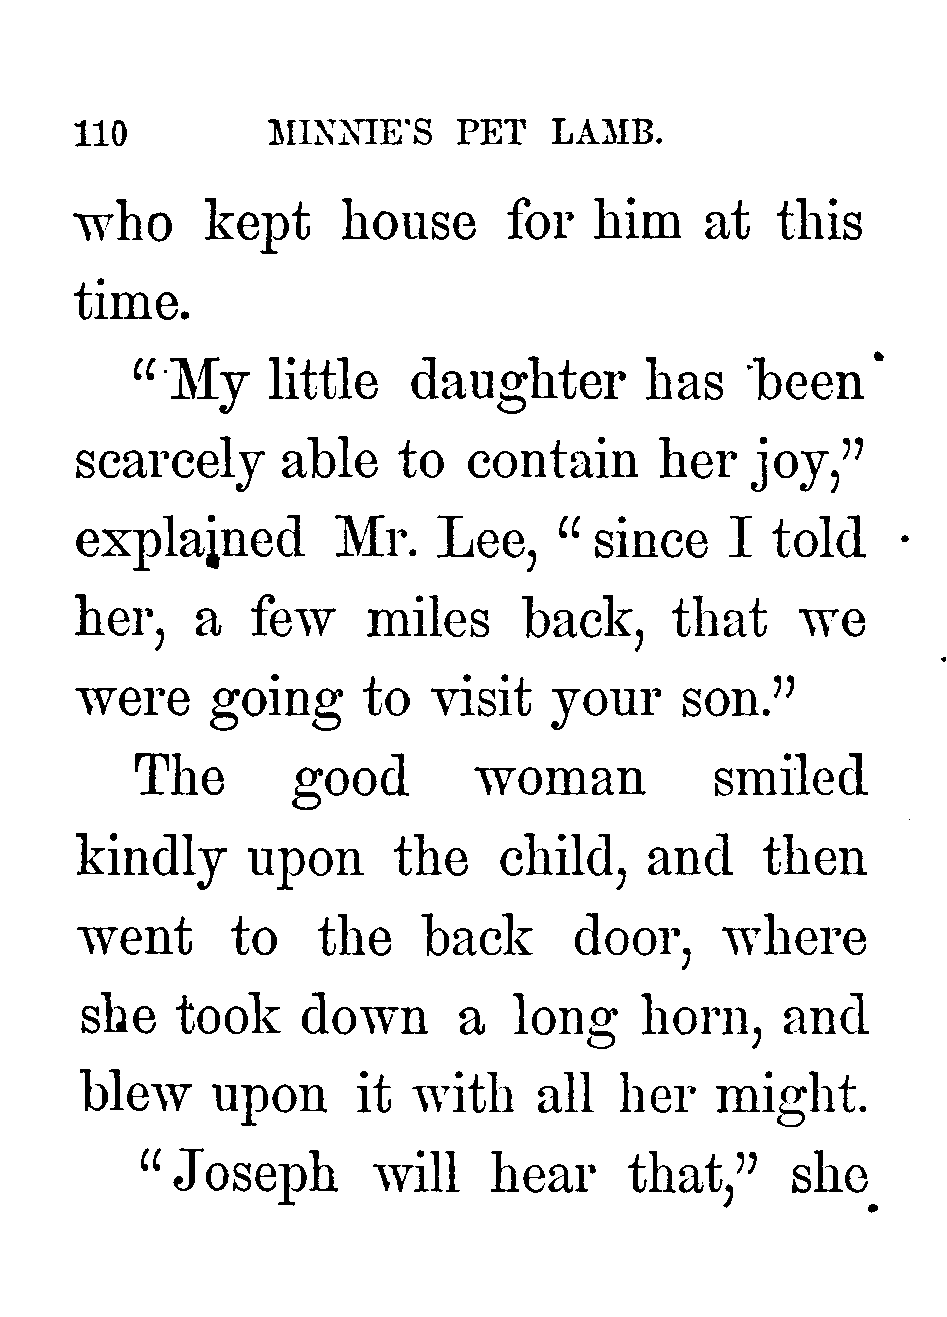 110 MINNIE'S PET LAMB.
who kept house for him at this
time.
"My little daughter has been
scarcely able to contain her joy,"
explained Mr. Lee, "since I told
her, a few miles back, that we
were going to visit your son."
The good woman smiled
kindly upon the child, and then
went to the back door, where
she took down a long horn, and
blew upon it with all her might.
"Joseph will hear that," she